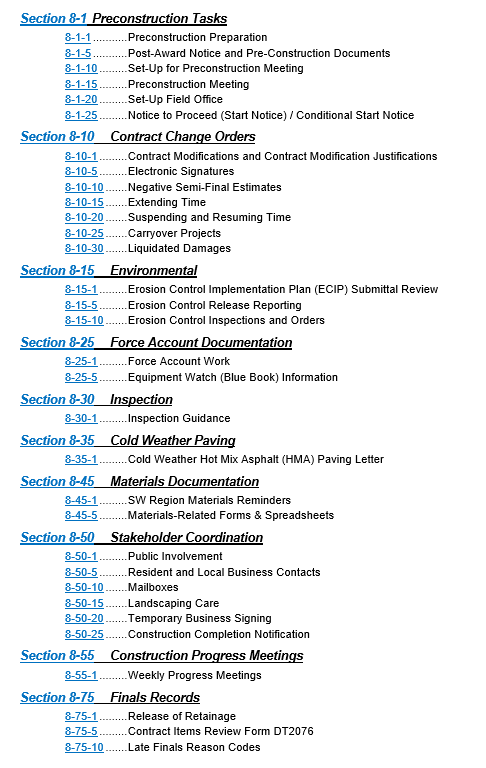 Section 8-1 Preconstruction Tasks
8-1-1...........Preconstruction Preparation
8-1-5...........Post-Award Notice and Pre-Construction Documents
8-1-10.........Set-Up for Preconstruction Meeting
8-1-15.........Preconstruction Meeting
8-1-20.........Set-Up Field Office
8-1-25.........Notice to Proceed (Start Notice) / Conditional Start Notice
Section 8-10 Contract Change Orders
8-10-1.........Contract Modifications and Contract Modification Justifications
8-10-5.........Electronic Signatures
8-10-10.......Negative Semi-Final Estimates
8-10-15.......Extending Time
8-10-20.......Suspending and Resuming Time
8-10-25.......Carryover Projects
8-10-30.......Liquidated Damages
Section 8-15 Environmental
8-15-1.........Erosion Control Implementation Plan (ECIP) Submittal Review
8-15-5.........Erosion Control Release Reporting
8-15-10.......Erosion Control Inspections and Orders
Section 8-25 Force Account Documentation
8-25-1.........Force Account Work
8-25-5.........Equipment Watch (Blue Book) Information
Section 8-30 Inspection
8-30-1.........Inspection Guidance
Section 8-35 Cold Weather Paving
8-35-1.........Cold Weather Hot Mix Asphalt (HMA) Paving Letter
Section 8-45 Materials Documentation
8-45-1.........SW Region Materials Reminders
8-45-5.........Materials-Related Forms & Spreadsheets
Section 8-50 Stakeholder Coordination
8-50-1.........Public Involvement
8-50-5.........Resident and Local Business Contacts
8-50-10.......Mailboxes
8-50-15.......Landscaping Care
8-50-20.......Temporary Business Signing
8-50-25.......Construction Completion Notification
Section 8-55 Construction Progress Meetings
8-55-1.........Weekly Progress Meetings
Section 8-75 Finals Records
8-75-1.........Release of Retainage
8-75-5.........Contract Items Review Form DT2076
8-75-10.......Late Finals Reason Codes